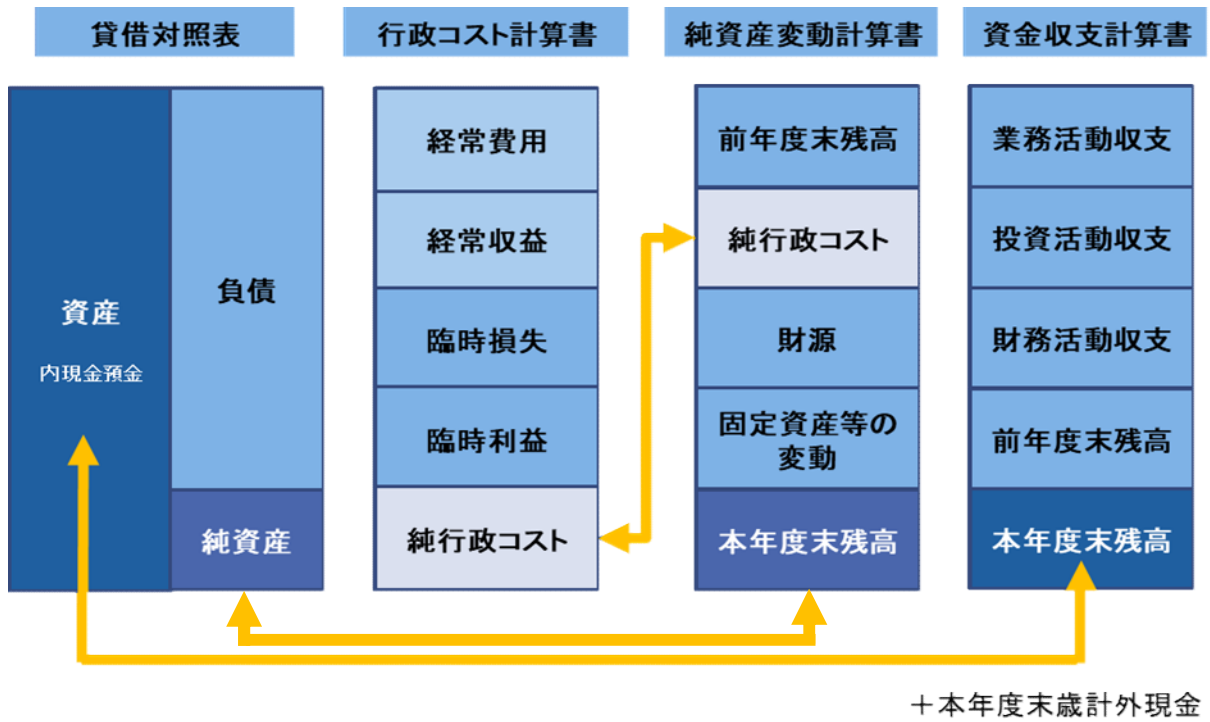 貸借対照表
行政コスト計算書
純資産変動計算書
資金収支計算書
資産
内現金預金
負債
純資産
経常費用
経常収益
臨時損失
臨時利益
純行政コスト
前年度末残高
純行政コスト
財源
固定資産等の
変動
本年度末残高
業務活動収支
投資活動収支
財務活動収支
前年度末残高
本年度末残高
＋本年度末歳計外現金